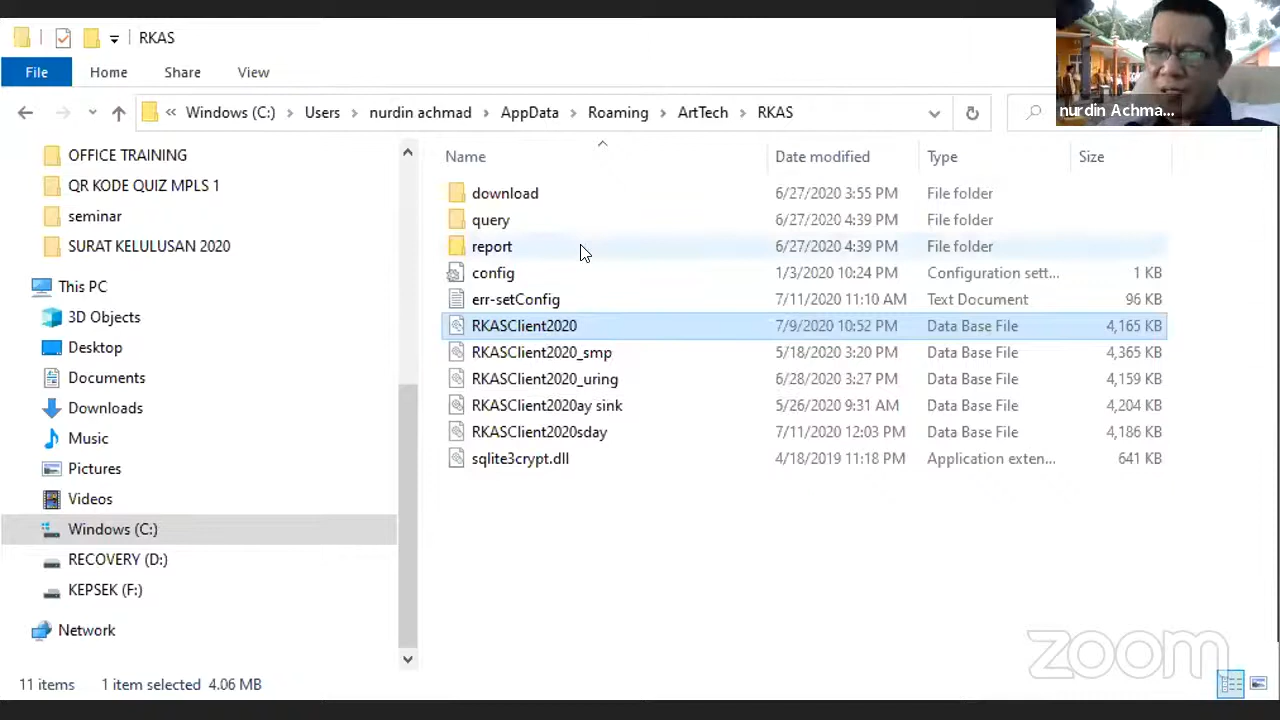 RKAS
nurdin Achma...
File Home Share View
« Windows (C:) > Users > nurdin achmad > AppData > Roaming > ArtTech > RKAS
Name Date modified Type Size
OFFICE TRAINING
QR KODE QUIZ MPLS 1
seminar
SURAT KELULUSAN 2020
This PC
3D Objects
Desktop
Documents
Downloads
Music
Pictures
Videos
Windows (C:)
RECOVERY (D:)
KEPSEK (F:)
Network
download 6/27/2020 3:55 PM File folder
query 6/27/2020 4:39 PM File folder
report 6/27/2020 4:39 PM File folder
config 1/3/2020 10:24 PM Configuration sett... 1 KB
err-setConfig 7/11/2020 11:10 AM Text Document 96 KB
RKASClient2020 7/9/2020 10:52 PM Data Base File 4,165 KB
RKASClient2020_smp 5/18/2020 3:20 PM Data Base File 4,365 KB
RKASClient2020_uring 6/28/2020 3:27 PM Data Base File 4,159 KB
RKASClient2020ay sink 5/26/2020 9:31 AM Data Base File 4,204 KB
RKASClient2020sday 7/11/2020 12:03 PM Data Base File 4,186 KB
sqlite3crypt.dll 4/18/2019 11:18 PM Application exten... 641 KB
zoom
11 items 1 item selected 4.06 MB